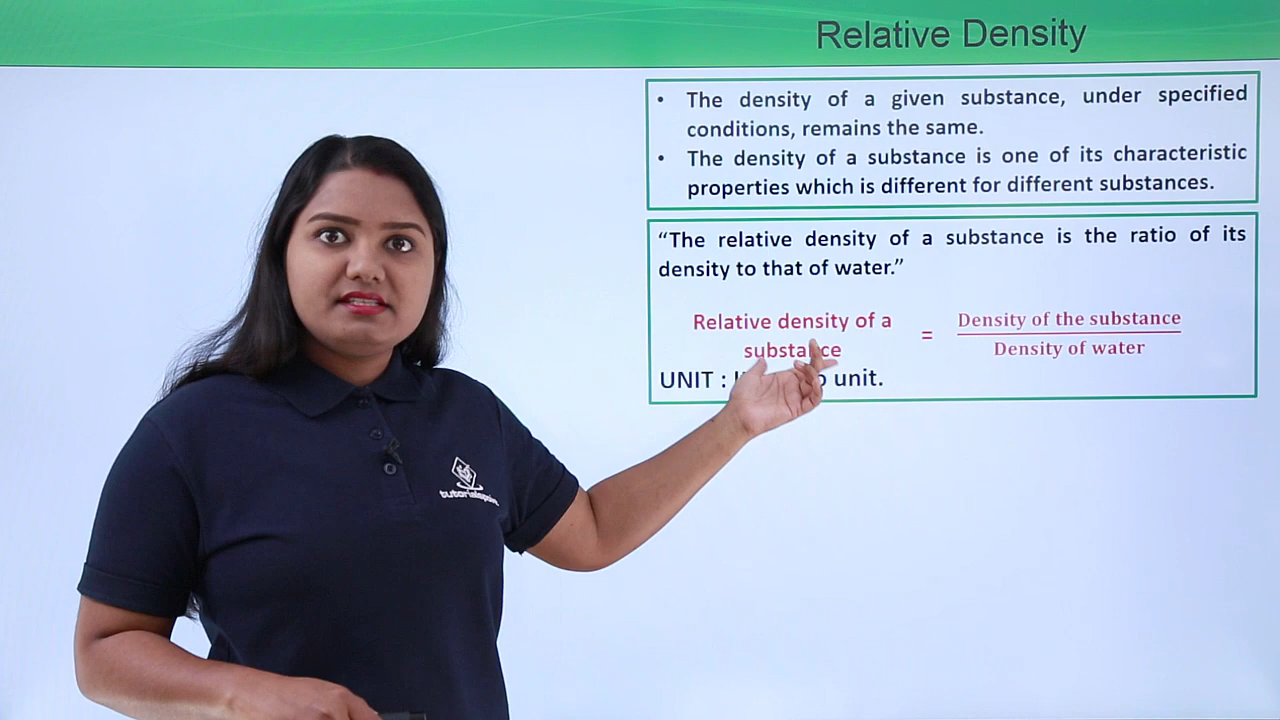 Relative Density
• The density of a given substance, under specified
conditions, remains the same.
• The density of a substance is one of its characteristic
properties which is different for different substances.
“The relative density of a substance is the ratio of its
density to that of water.”
Relative density of a
substance
=
Density of the substance
Density of water
UNIT : unit.
tutorialspoint